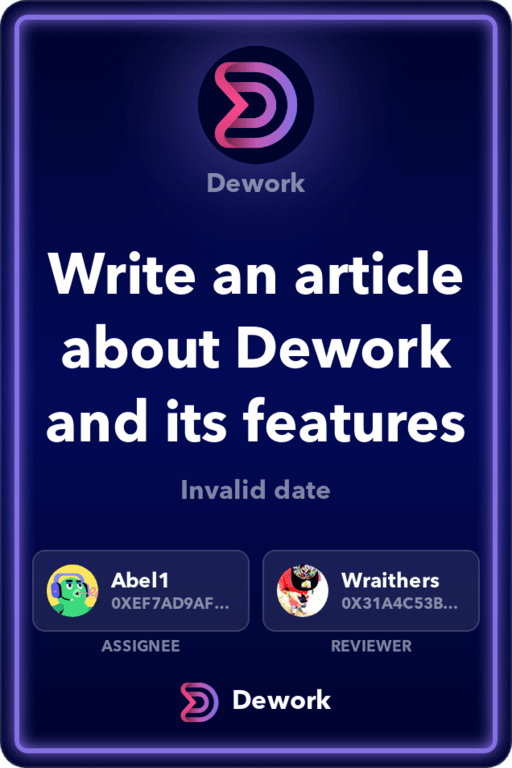 Dework
Write an article
about Dework
and its features
Invalid date
Abel1
0XEF7AD9AF...
Wraithers
0X31A4C53B...
ASSIGNEE
REVIEWER
Dework